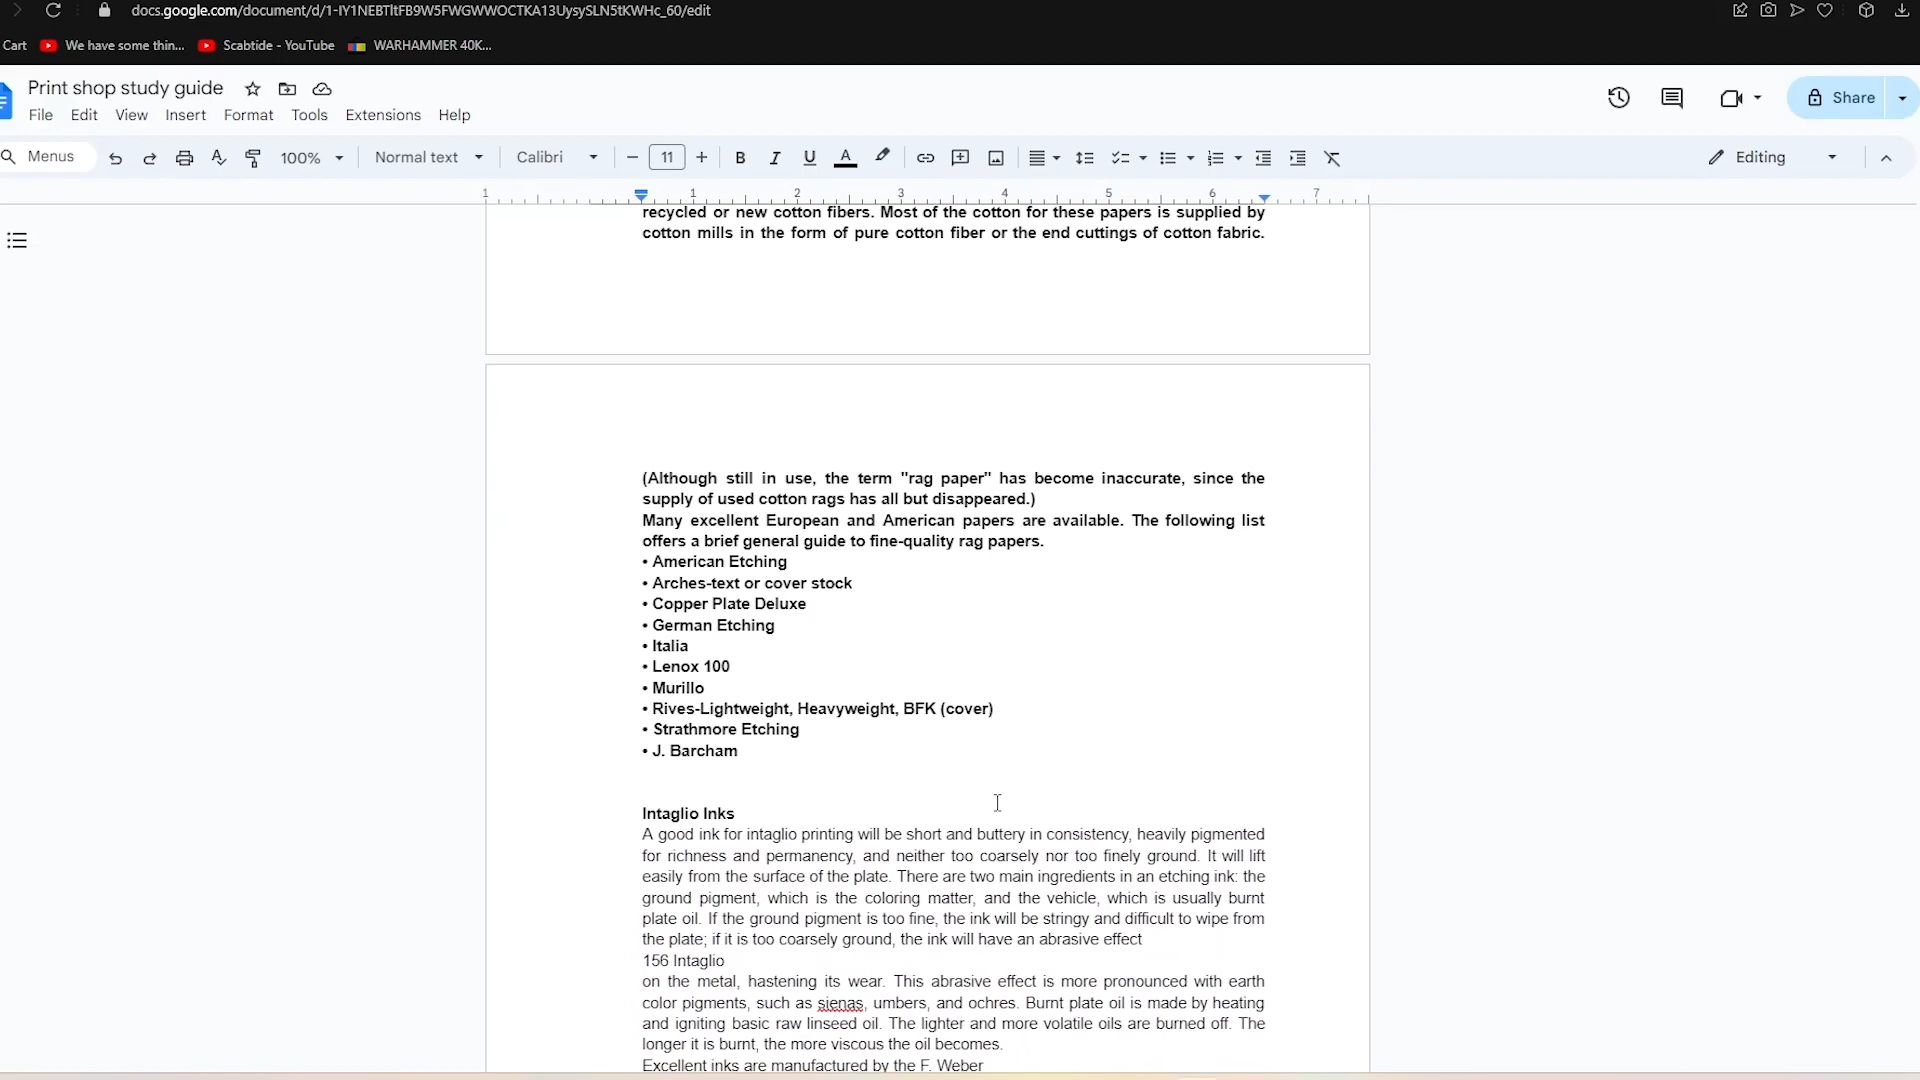 docs.google.com/document/d/1-IY1NEBTltFB9W5FWGWWOCTKA13UysySLN5tKWHc_60/edit
Cart We have some thin... Scabtide - YouTube WARHAMMER 40K...
Print shop study guide
Share
File Edit View Insert Format Tools Extensions Help
Menus 100% Normal text Calibri 11 Editing
1 1 2 3 4 5 6 7
recycled or new cotton fibers. Most of the cotton for these papers is supplied by
cotton mills in the form of pure cotton fiber or the end cuttings of cotton fabric.
(Although still in use, the term "rag paper" has become inaccurate, since the
supply of used cotton rags has all but disappeared.)
Many excellent European and American papers are available. The following list
offers a brief general guide to fine-quality rag papers.
• American Etching
• Arches-text or cover stock
• Copper Plate Deluxe
• German Etching
• Italia
• Lenox 100
• Murillo
• Rives-Lightweight, Heavyweight, BFK (cover)
• Strathmore Etching
• J. Barcham
Intaglio Inks
A good ink for intaglio printing will be short and buttery in consistency, heavily pigmented
for richness and permanency, and neither too coarsely nor too finely ground. It will lift
easily from the surface of the plate. There are two main ingredients in an etching ink: the
ground pigment, which is the coloring matter, and the vehicle, which is usually burnt
plate oil. If the ground pigment is too fine, the ink will be stringy and difficult to wipe from
the plate; if it is too coarsely ground, the ink will have an abrasive effect
156 Intaglio
on the metal, hastening its wear. This abrasive effect is more pronounced with earth
color pigments, such as sienas, umbers, and ochres. Burnt plate oil is made by heating
and igniting basic raw linseed oil. The lighter and more volatile oils are burned off. The
longer it is burnt, the more viscous the oil becomes.
Excellent inks are manufactured by the F. Weber